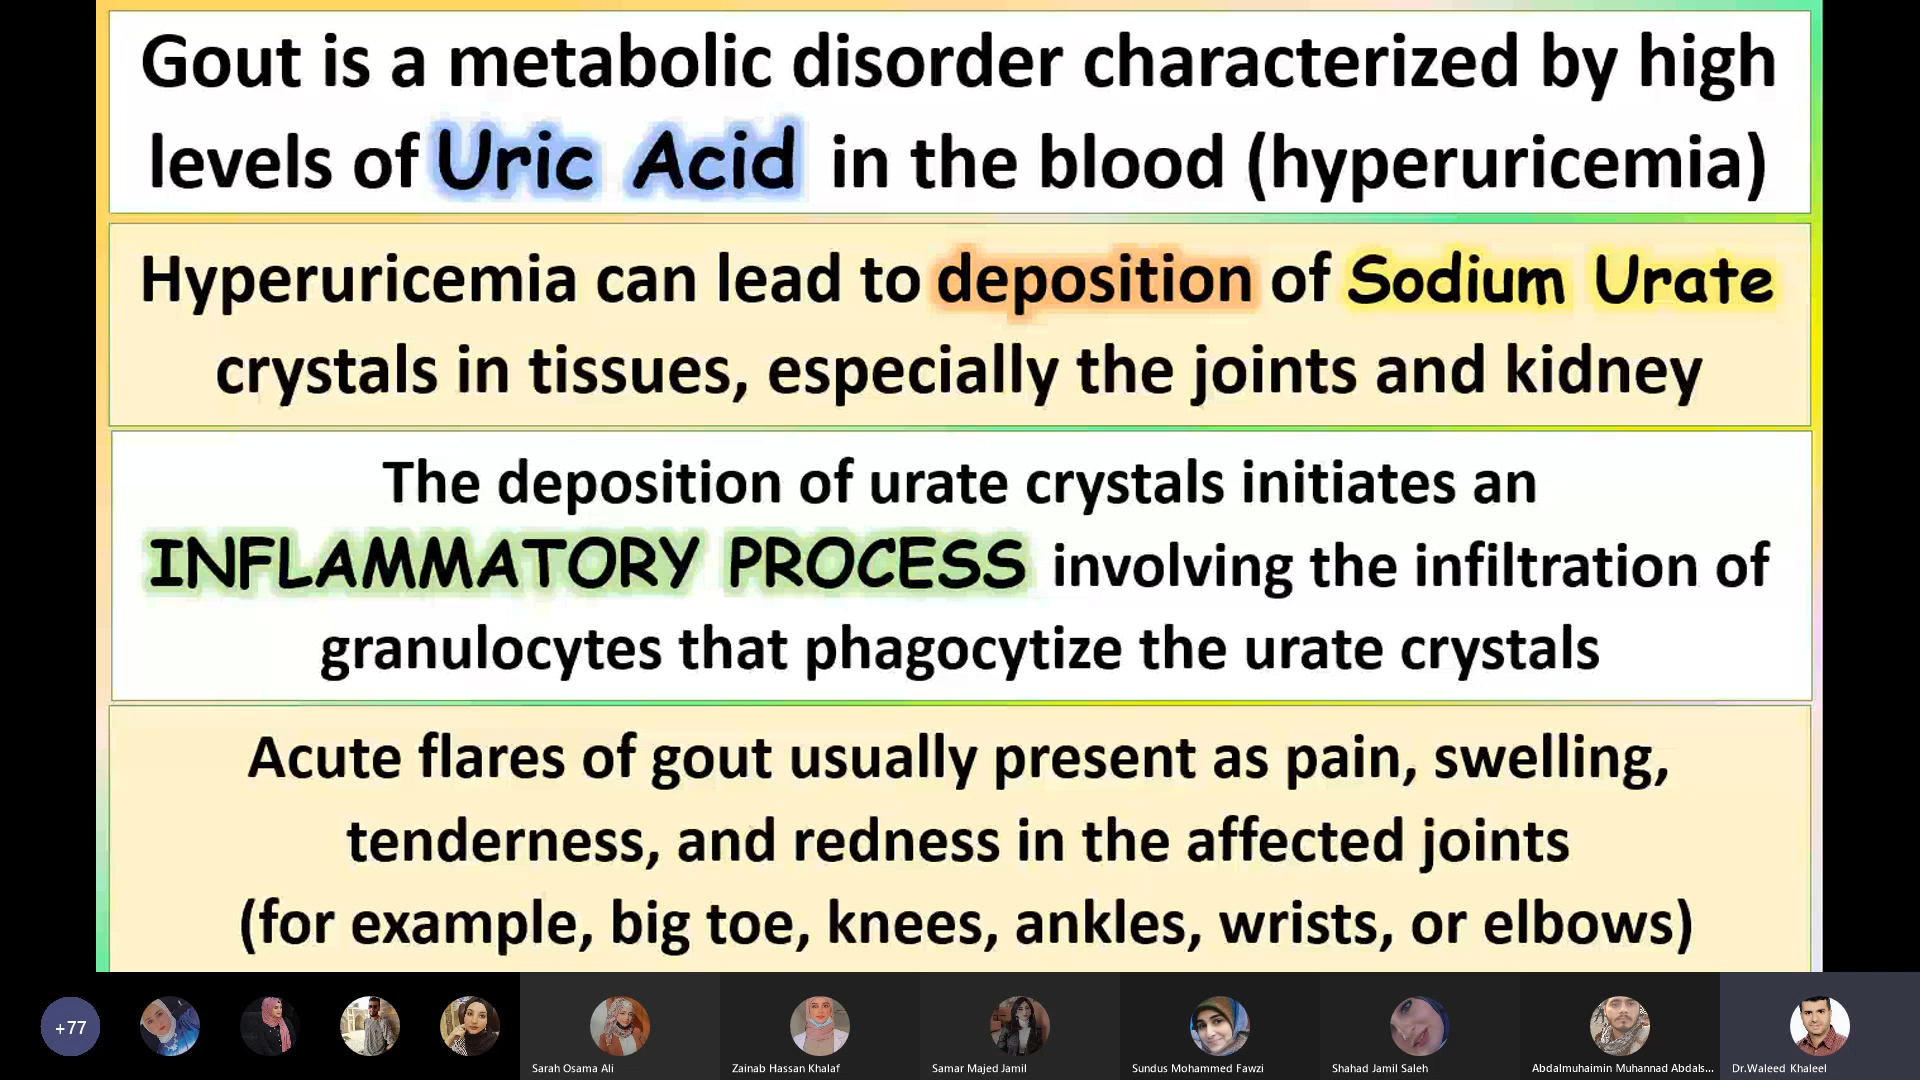 Gout is a metabolic disorder characterized by high
levels of Uric Acid in the blood (hyperuricemia)
Hyperuricemia can lead to deposition of Sodium Urate
crystals in tissues, especially the joints and kidney
The deposition of urate crystals initiates an
INFLAMMATORY PROCESS involving the infiltration of
granulocytes that phagocytize the urate crystals
Acute flares of gout usually present as pain, swelling,
tenderness, and redness in the affected joints
(for example, big toe, knees, ankles, wrists, or elbows)
+77
Sarah Osama Ali
Zainab Hassan Khalaf
Samar Majed Jamil
Sundus Mohammed Fawzi
Shahad Jamil Saleh
Abdalmuhaimin Muhannad Abdals...
Dr.Waleed Khaleel